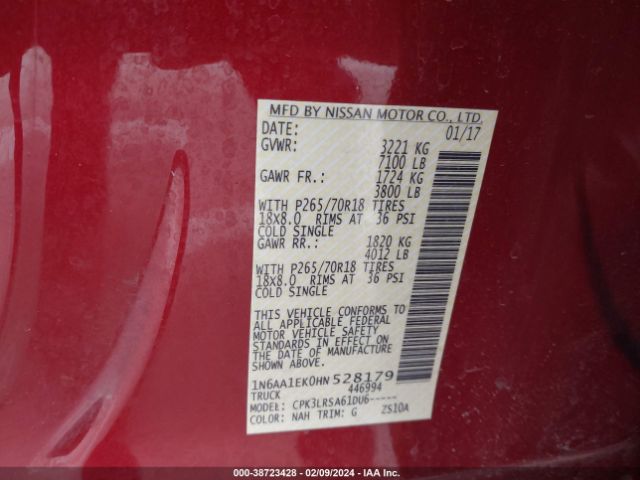 MFD BY NISSAN MOTOR CO., LTD.
DATE: 01/17
GVWR: 3221 KG
7100 LB
GAWR FR.: 1724 KG
3800 LB
WITH P265/70R18 TIRES
18X8.0 RIMS AT 36 PSI
COLD SINGLE
GAWR RR.: 1820 KG
4012 LB
WITH P265/70R18 TIRES
18X8.0 RIMS AT 36 PSI
COLD SINGLE
THIS VEHICLE CONFORMS TO
ALL APPLICABLE FEDERAL
MOTOR VEHICLE SAFETY
STANDARDS IN EFFECT ON
THE DATE OF MANUFACTURE
SHOWN ABOVE
1N6AA1EK0HN 528179
TRUCK 446994
MODEL: CPK3LRSA61DU6-----
COLOR: NAH TRIM: G ZS10A
000-38723428 - 02/09/2024 - IAA Inc.